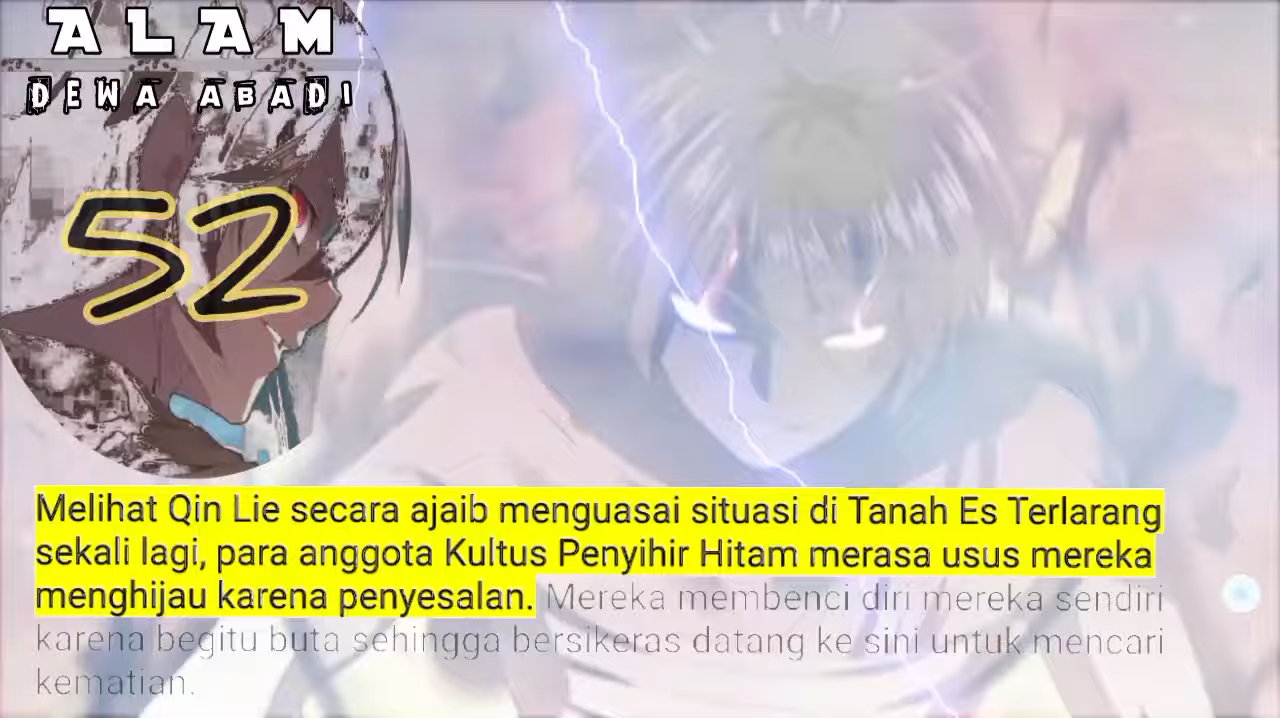 ALAM
DEWA ABADI
52
Melihat Qin Lie secara ajaib menguasai situasi di Tanah Es Terlarang
sekali lagi, para anggota Kultus Penyihir Hitam merasa usus mereka
menghijau karena penyesalan. Mereka membenci diri mereka sendiri
karena begitu buta sehingga bersikeras datang ke sini untuk mencari
kematian.